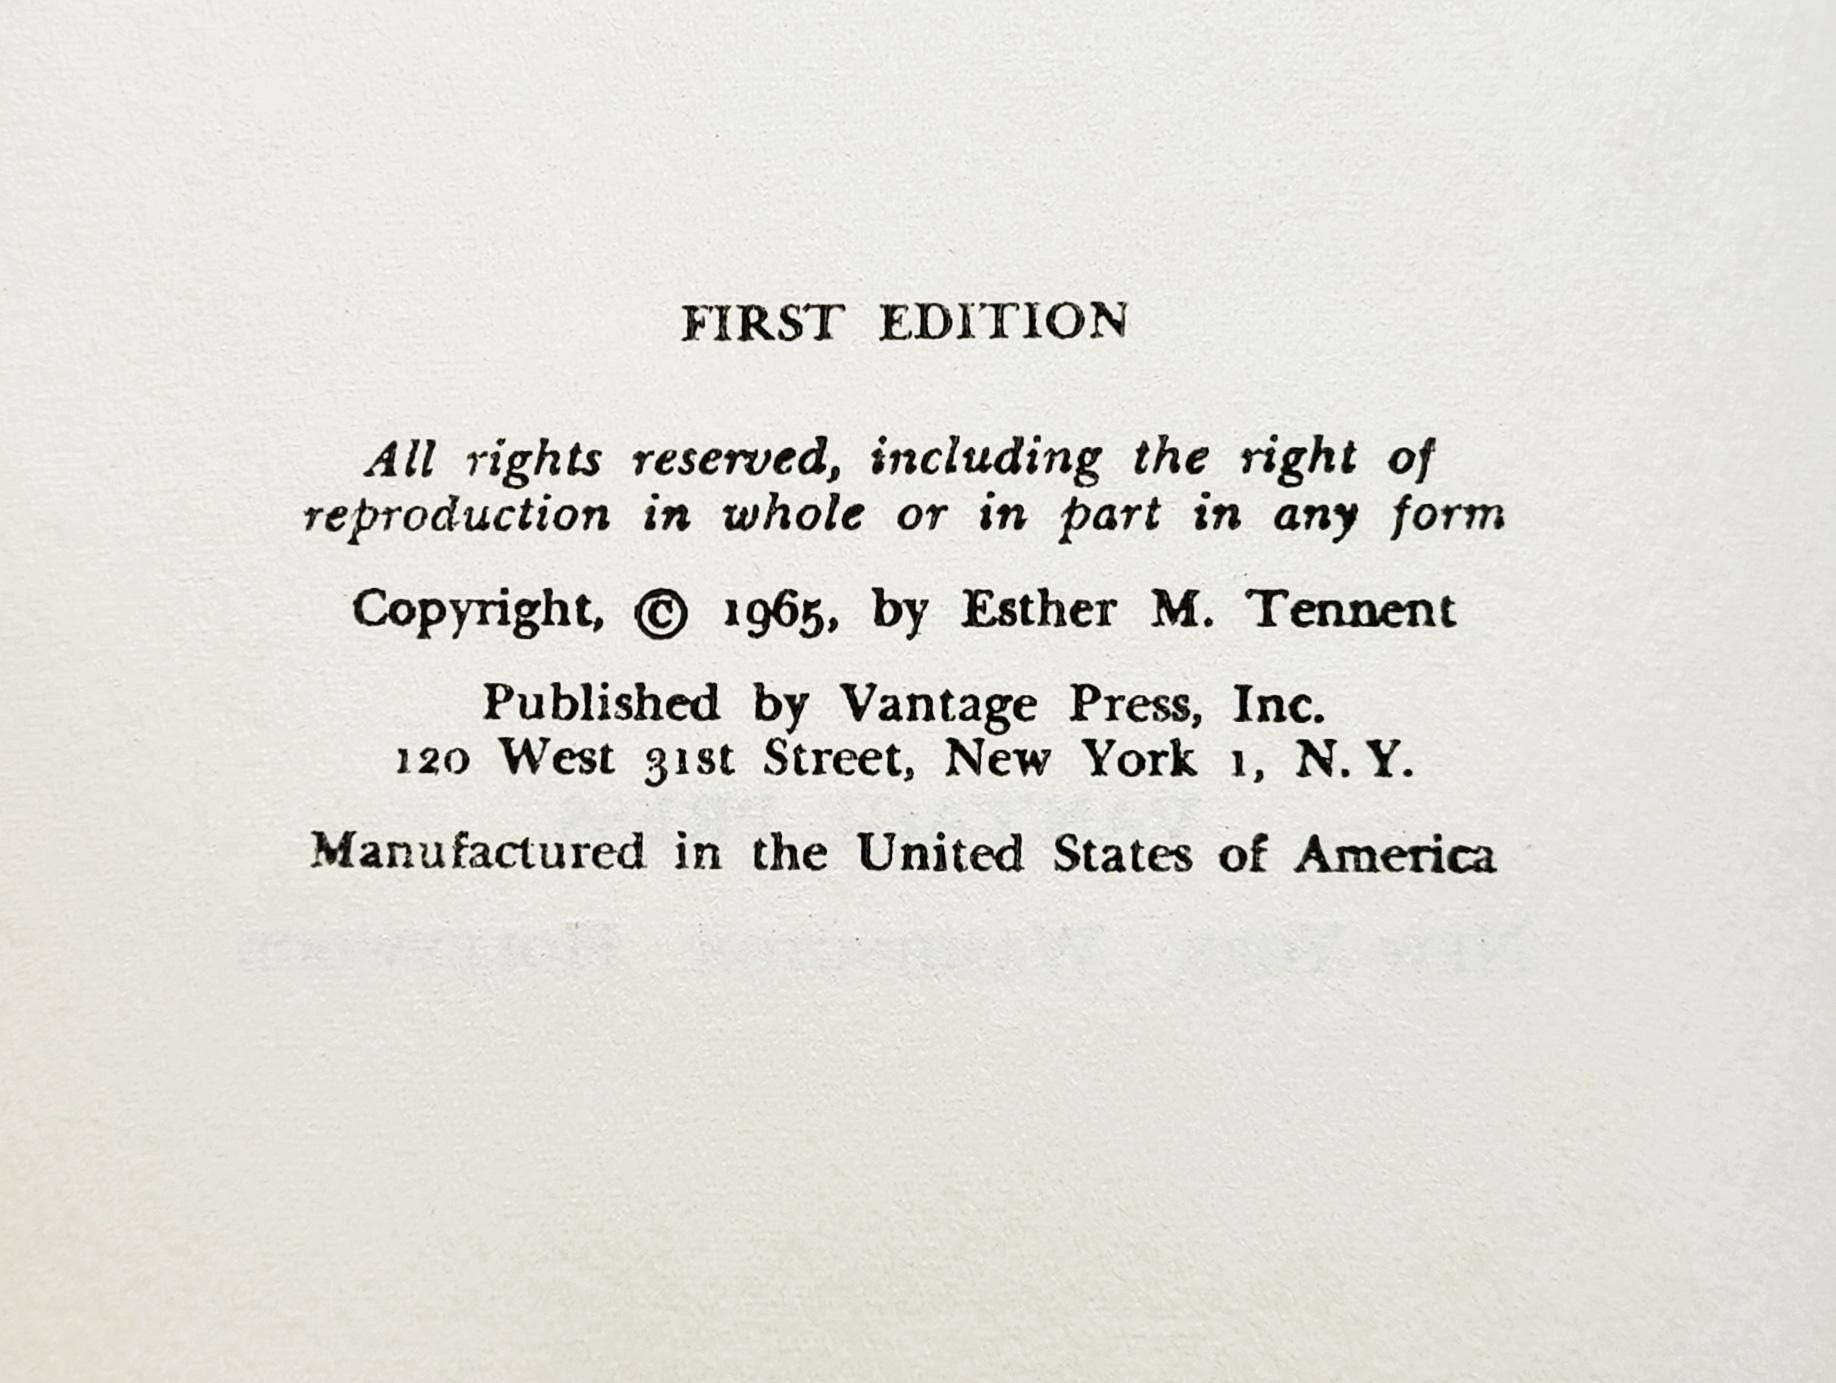 FIRST EDITION
All rights reserved, including the right of
reproduction in whole or in part in any form
Copyright, © 1965, by Esther M. Tennent
Published by Vantage Press, Inc.
120 West 31st Street, New York 1, N. Y.
Manufactured in the United States of America